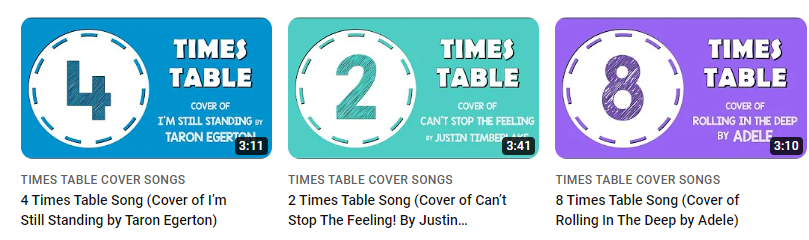 4
TIMES
TABLE
COVER OF
I'M STILL STANDING BY
TARON EGERTON
3:11
2
TIMES
TABLE
COVER OF
CAN'T STOP THE FEELING
BY JUSTIN TIMBERLAKE
3:41
8
TIMES
TABLE
COVER OF
ROLLING IN THE DEEP
BY ADELE
3:10
TIMES TABLE COVER SONGS
4 Times Table Song (Cover of I'm
Still Standing by Taron Egerton)
TIMES TABLE COVER SONGS
2 Times Table Song (Cover of Can't
Stop The Feeling! By Justin...
TIMES TABLE COVER SONGS
8 Times Table Song (Cover of
Rolling In The Deep by Adele)